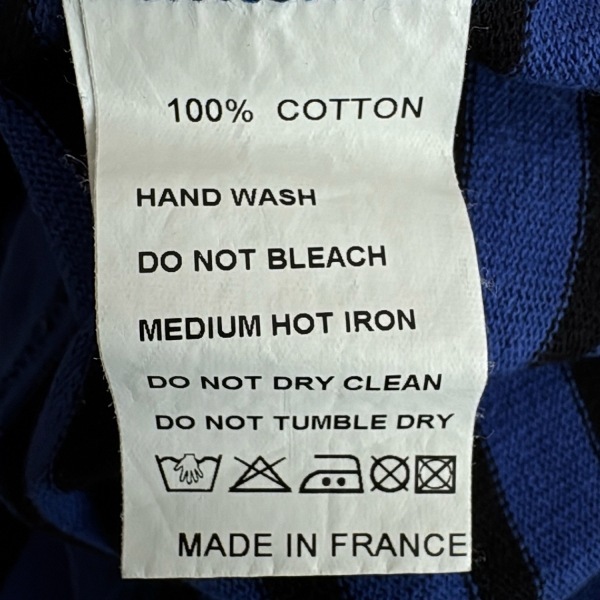 100% COTTON
HAND WASH
DO NOT BLEACH
MEDIUM HOT IRON
DO NOT DRY CLEAN
DO NOT TUMBLE DRY
MADE IN FRANCE